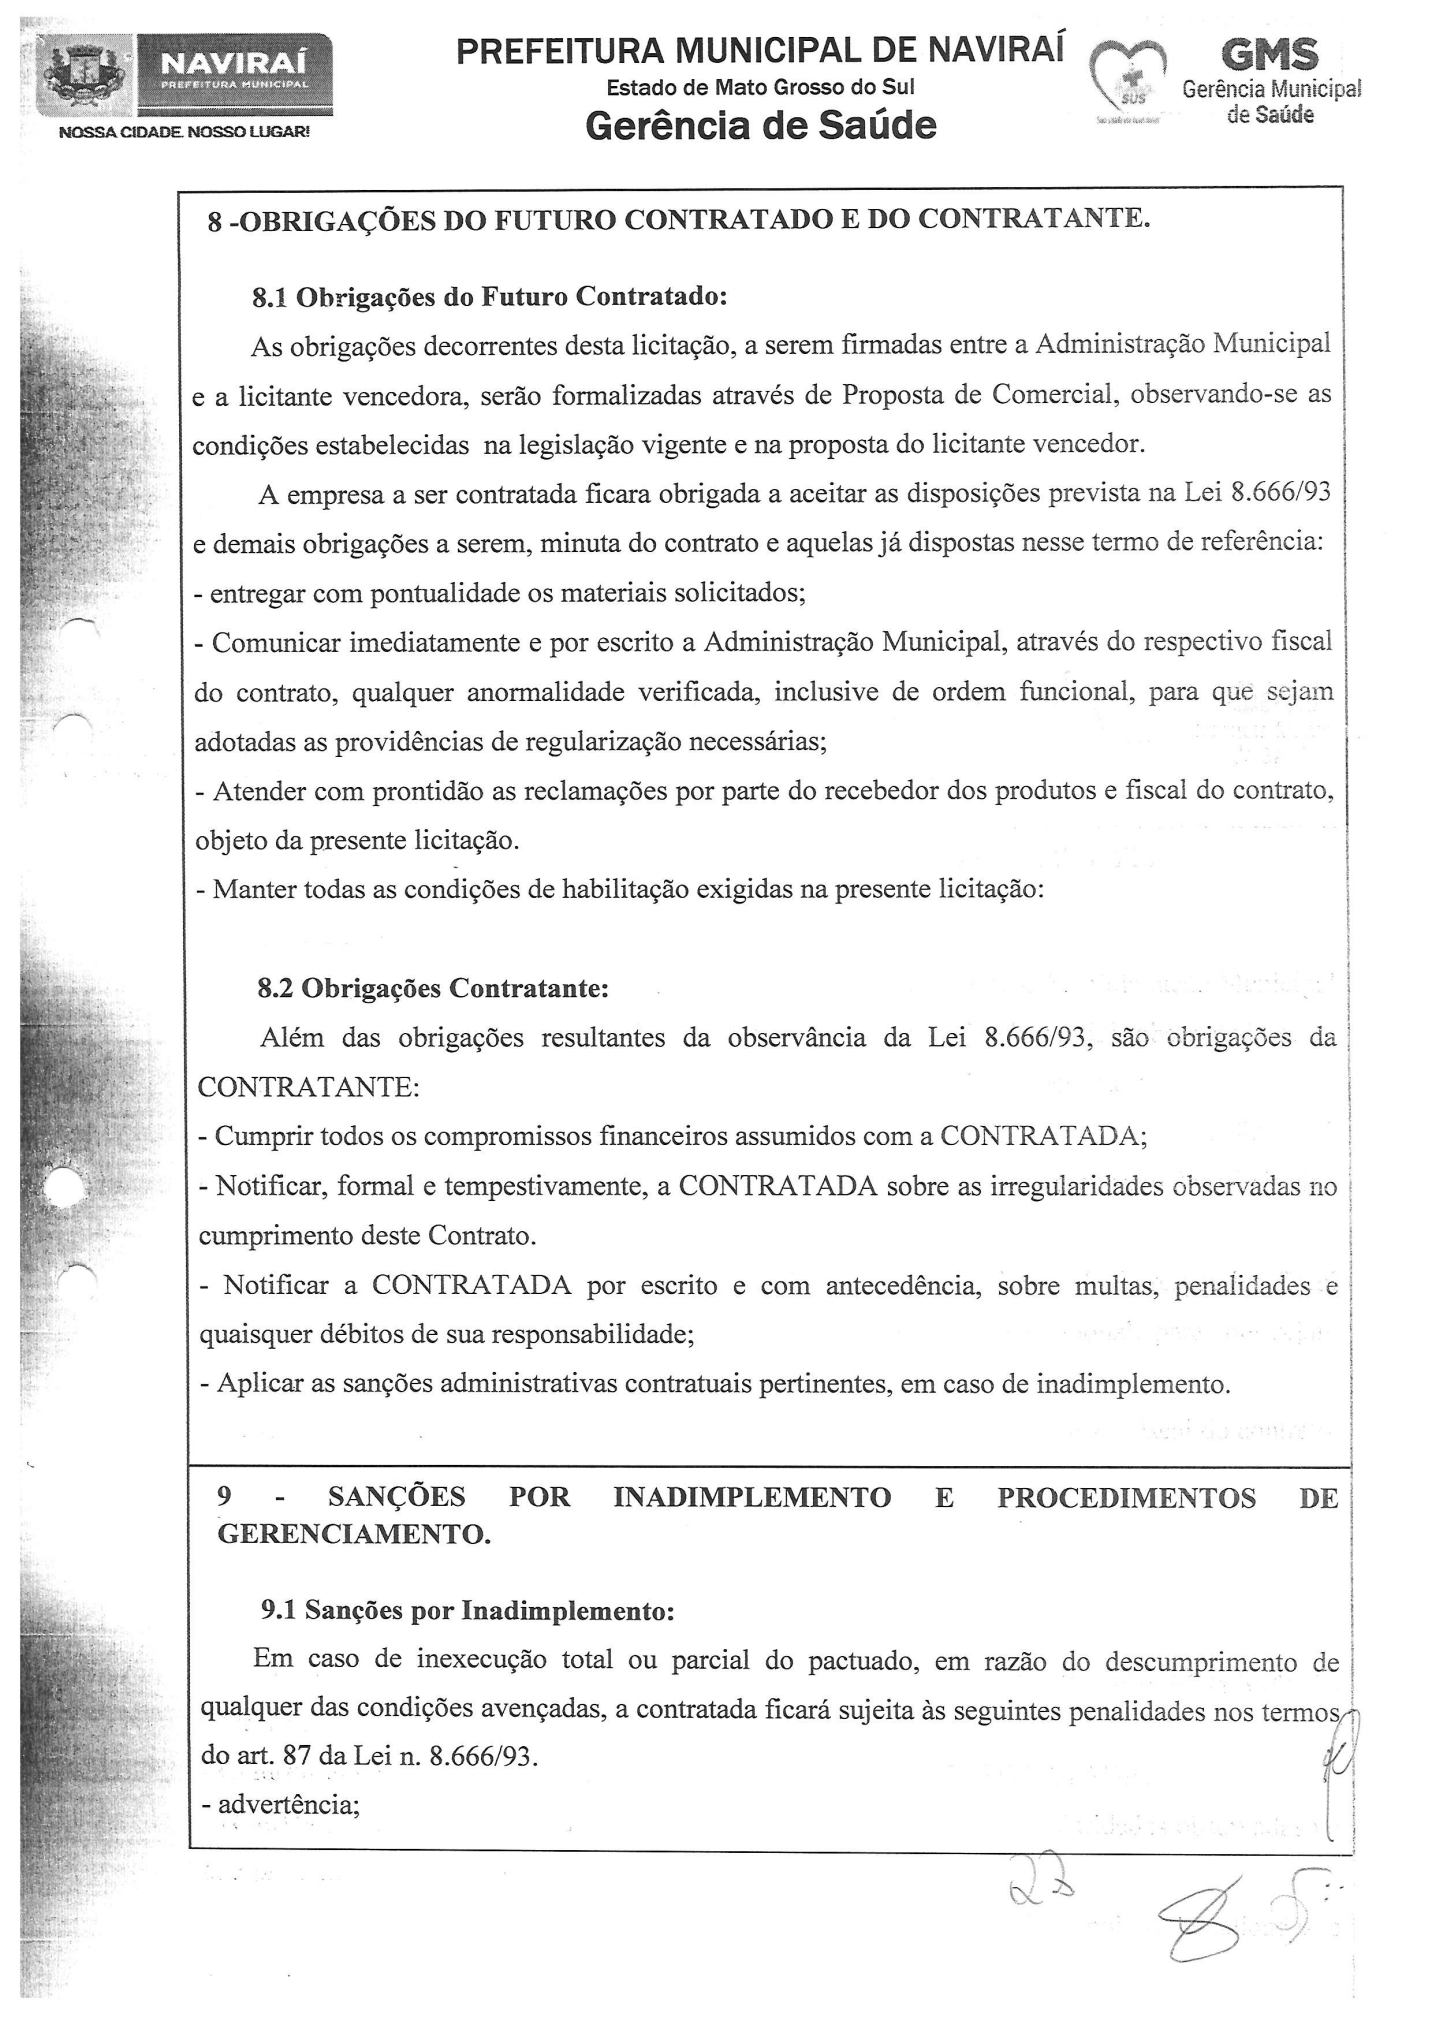 NAVIRAÍ
PREFEITURA MUNICIPAL
NOSSA CIDADE. NOSSO LUGAR!
PREFEITURA MUNICIPAL DE NAVIRAÍ
Estado de Mato Grosso do Sul
Gerência de Saúde
SUS
GMS
Gerência Municipal
de Saúde
8 -OBRIGAÇÕES DO FUTURO CONTRATADO E DO CONTRATANTE.
8.1 Obrigações do Futuro Contratado:
As obrigações decorrentes desta licitação, a serem firmadas entre a Administração Municipal
e a licitante vencedora, serão formalizadas através de Proposta de Comercial, observando-se as
condições estabelecidas na legislação vigente e na proposta do licitante vencedor.
A empresa a ser contratada ficara obrigada a aceitar as disposições prevista na Lei 8.666/93
e demais obrigações a serem, minuta do contrato e aquelas já dispostas nesse termo de referência:
- entregar com pontualidade os materiais solicitados;
- Comunicar imediatamente e por escrito a Administração Municipal, através do respectivo fiscal
do contrato, qualquer anormalidade verificada, inclusive de ordem funcional, para que sejam
adotadas as providências de regularização necessárias;
- Atender com prontidão as reclamações por parte do recebedor dos produtos e fiscal do contrato,
objeto da presente licitação.
- Manter todas as condições de habilitação exigidas na presente licitação:
8.2 Obrigações Contratante:
Além das obrigações resultantes da observância da Lei 8.666/93, são obrigações da
CONTRATANTE:
- Cumprir todos os compromissos financeiros assumidos com a CONTRATADA;
- Notificar, formal e tempestivamente, a CONTRATADA sobre as irregularidades observadas no
cumprimento deste Contrato.
- Notificar a CONTRATADA por escrito e com antecedência, sobre multas, penalidades e
quaisquer débitos de sua responsabilidade;
- Aplicar as sanções administrativas contratuais pertinentes, em caso de inadimplemento.
9 - SANÇÕES POR INADIMPLEMENTO E PROCEDIMENTOS DE
GERENCIAMENTO.
9.1 Sanções por Inadimplemento:
Em caso de inexecução total ou parcial do pactuado, em razão do descumprimento de
qualquer das condições avençadas, a contratada ficará sujeita às seguintes penalidades nos termos
do art. 87 da Lei n. 8.666/93.
- advertência;